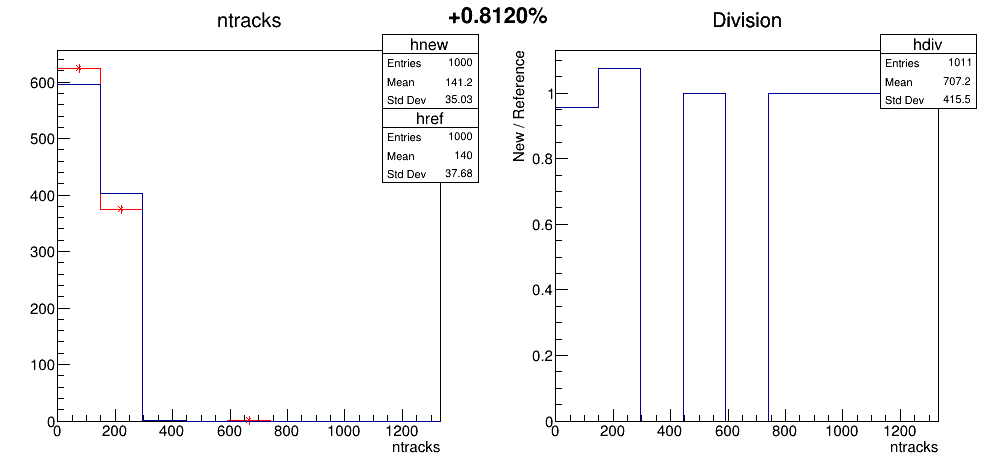 +0.8120%
ntracks
hnew
Entries 1000
Mean 141.2
Std Dev 35.03
href
Entries 1000
Mean 140
Std Dev 37.68
600
500
400
300
200
100
0
0 200 400 600 800 1000 1200
ntracks
Division
hdiv
Entries 1011
Mean 707.2
Std Dev 415.5
New / Reference
1
0.8
0.6
0.4
0.2
0
0 200 400 600 800 1000 1200
ntracks